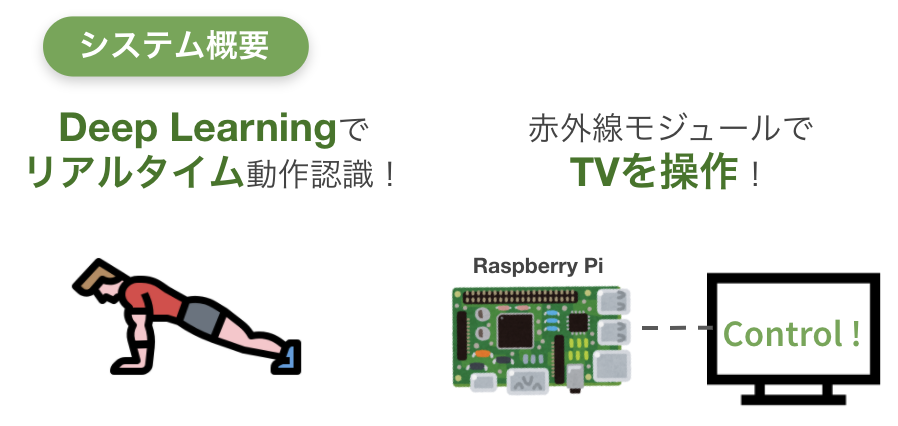 システム概要
Deep Learningで
リアルタイム動作認識！
赤外線モジュールで
TVを操作！
Raspberry Pi
Control !